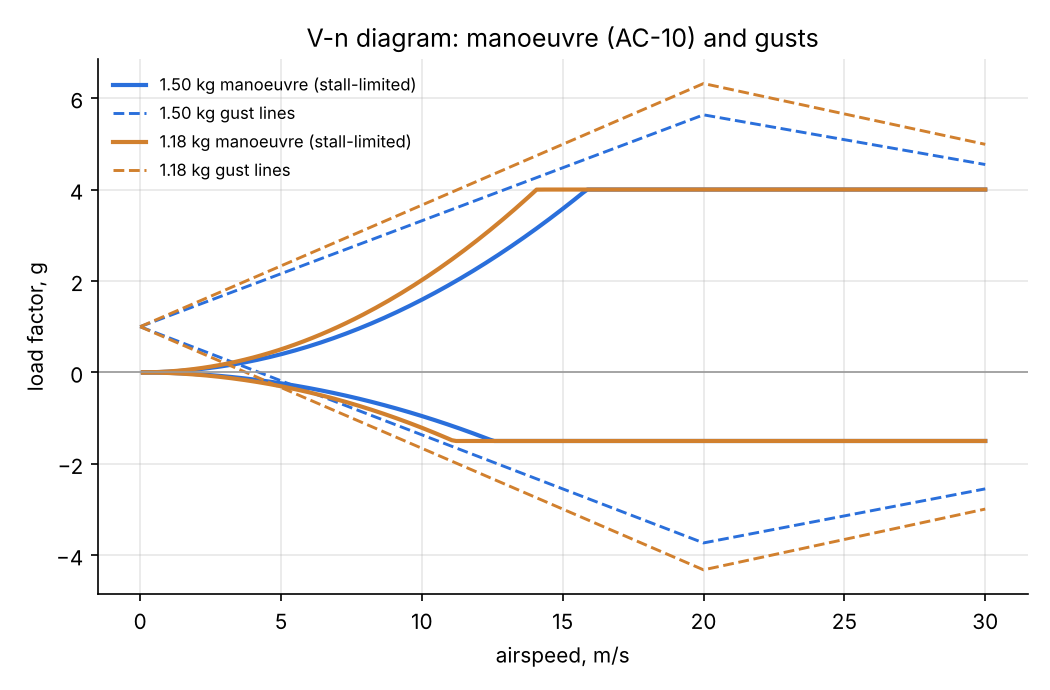 V-n diagram: manoeuvre (AC-10) and gusts
1.50 kg manoeuvre (stall-limited)
1.50 kg gust lines
1.18 kg manoeuvre (stall-limited)
1.18 kg gust lines
load factor, g
6
4
2
0
−2
−4
0 5 10 15 20 25 30
airspeed, m/s